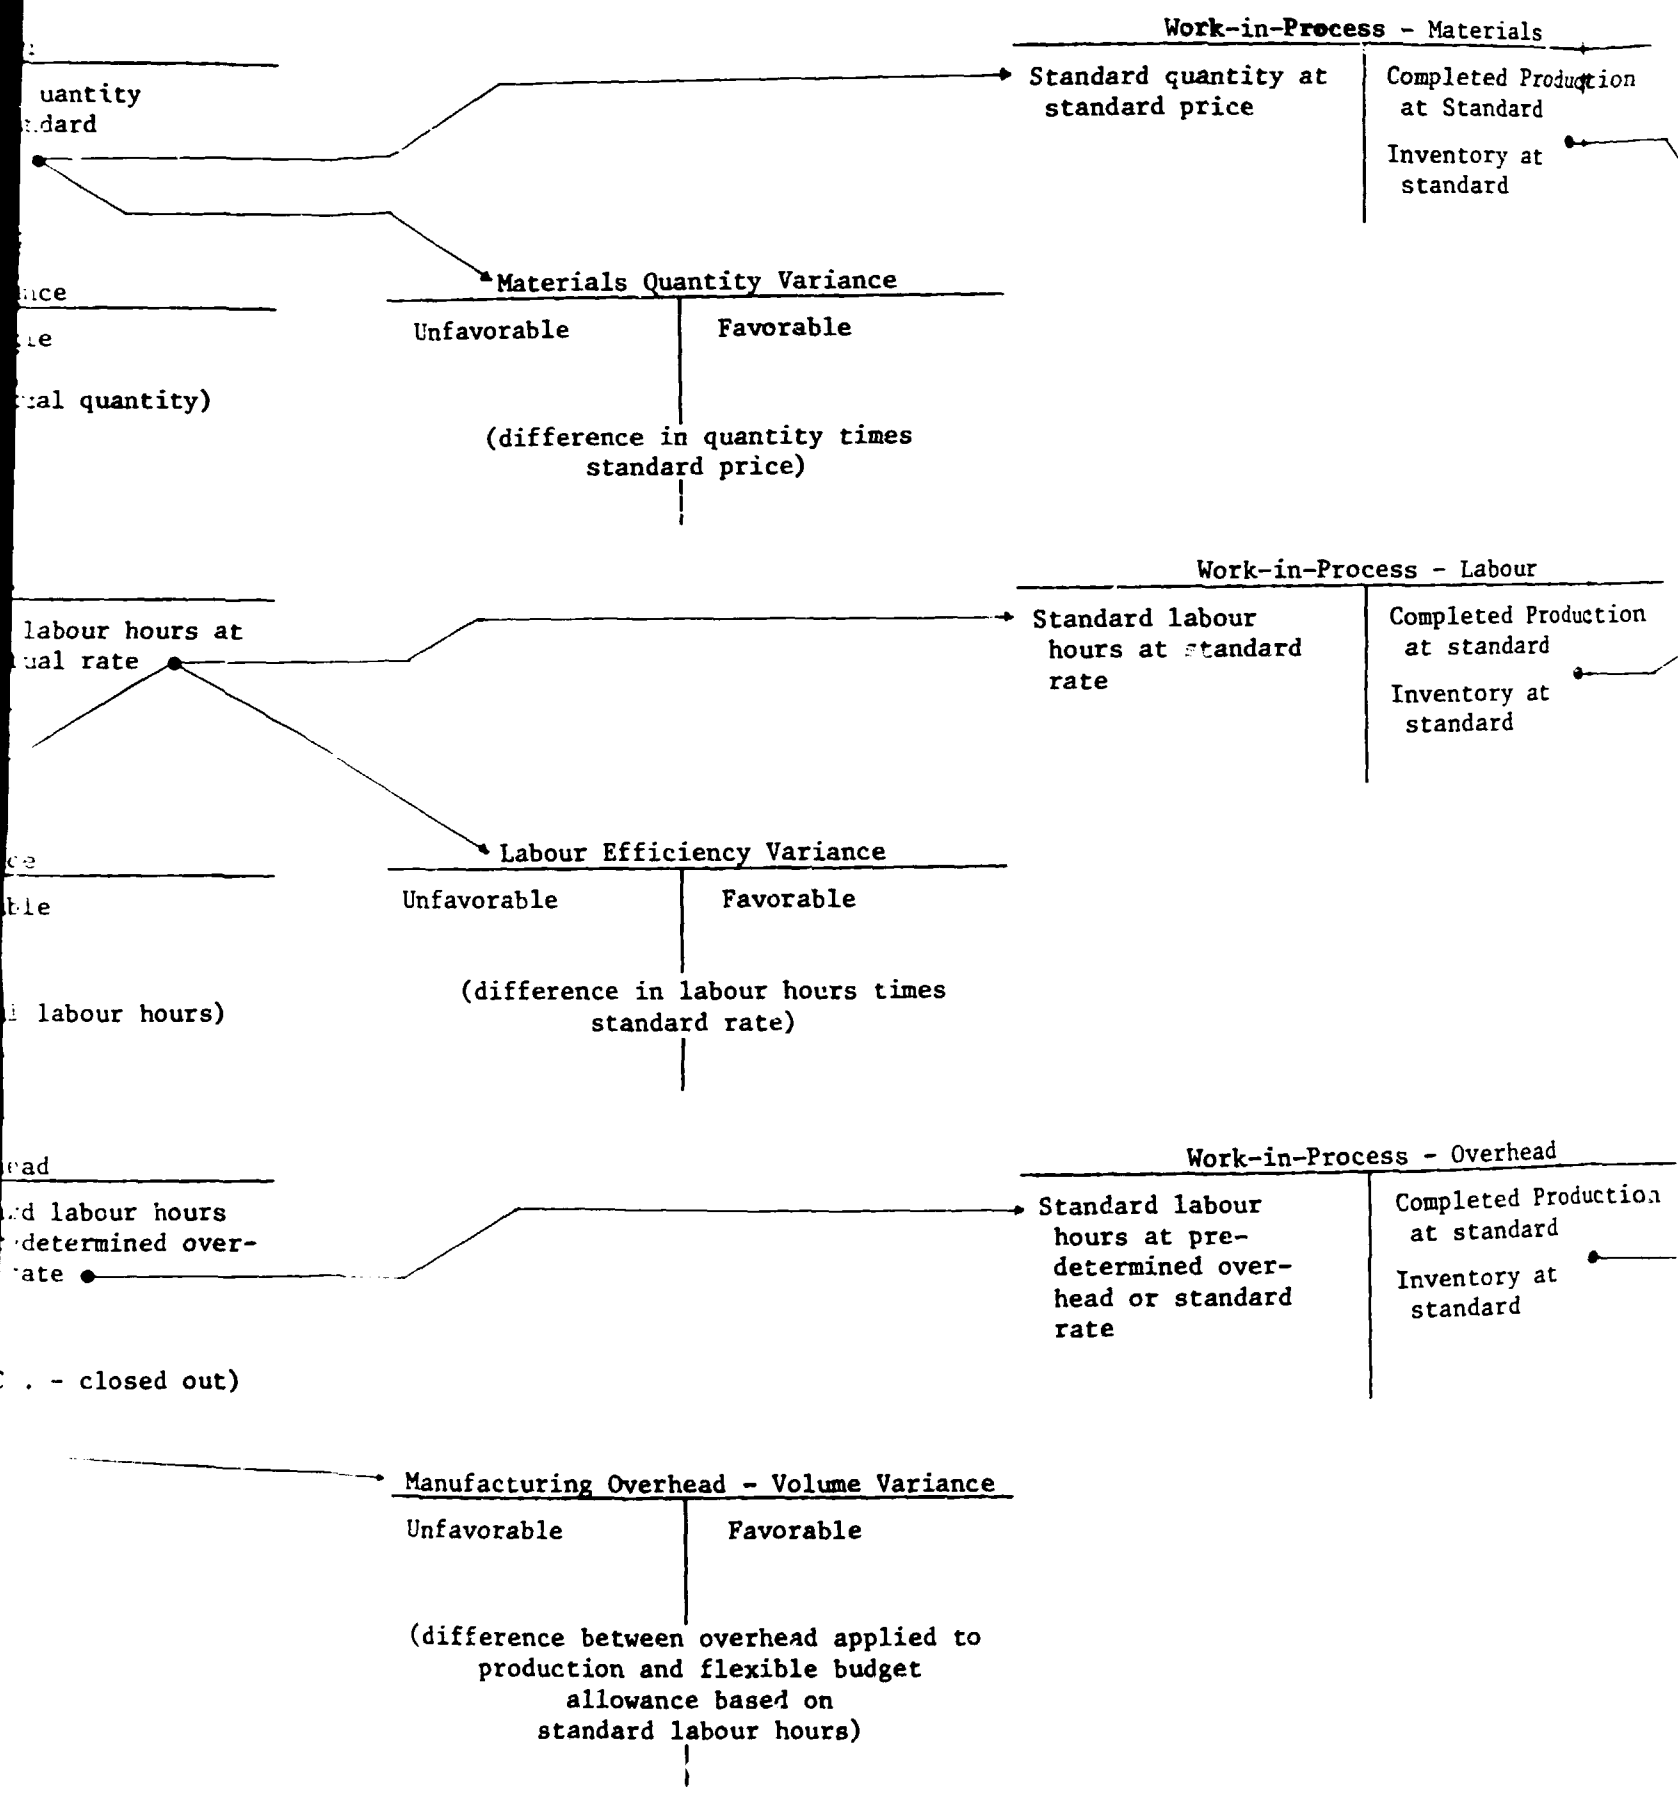 Work-in-Process - Materials
Standard quantity at
standard price
Completed Production
at Standard
Inventory at
standard
Materials Quantity Variance
Unfavorable
Favorable
quantity)
(difference in quantity times
standard price)
Work-in-Process - Labour
labour hours at
rate
Standard labour
hours at standard
rate
Completed Production
at standard
Inventory at
standard
Labour Efficiency Variance
Unfavorable
Favorable
labour hours)
(difference in labour hours times
standard rate)
Work-in-Process - Overhead
labour hours
determined over-
Standard labour
hours at pre-
determined over-
head or standard
rate
Completed Production
at standard
Inventory at
standard
. - closed out)
Manufacturing Overhead - Volume Variance
Unfavorable
Favorable
(difference between overhead applied to
production and flexible budget
allowance based on
standard labour hours)